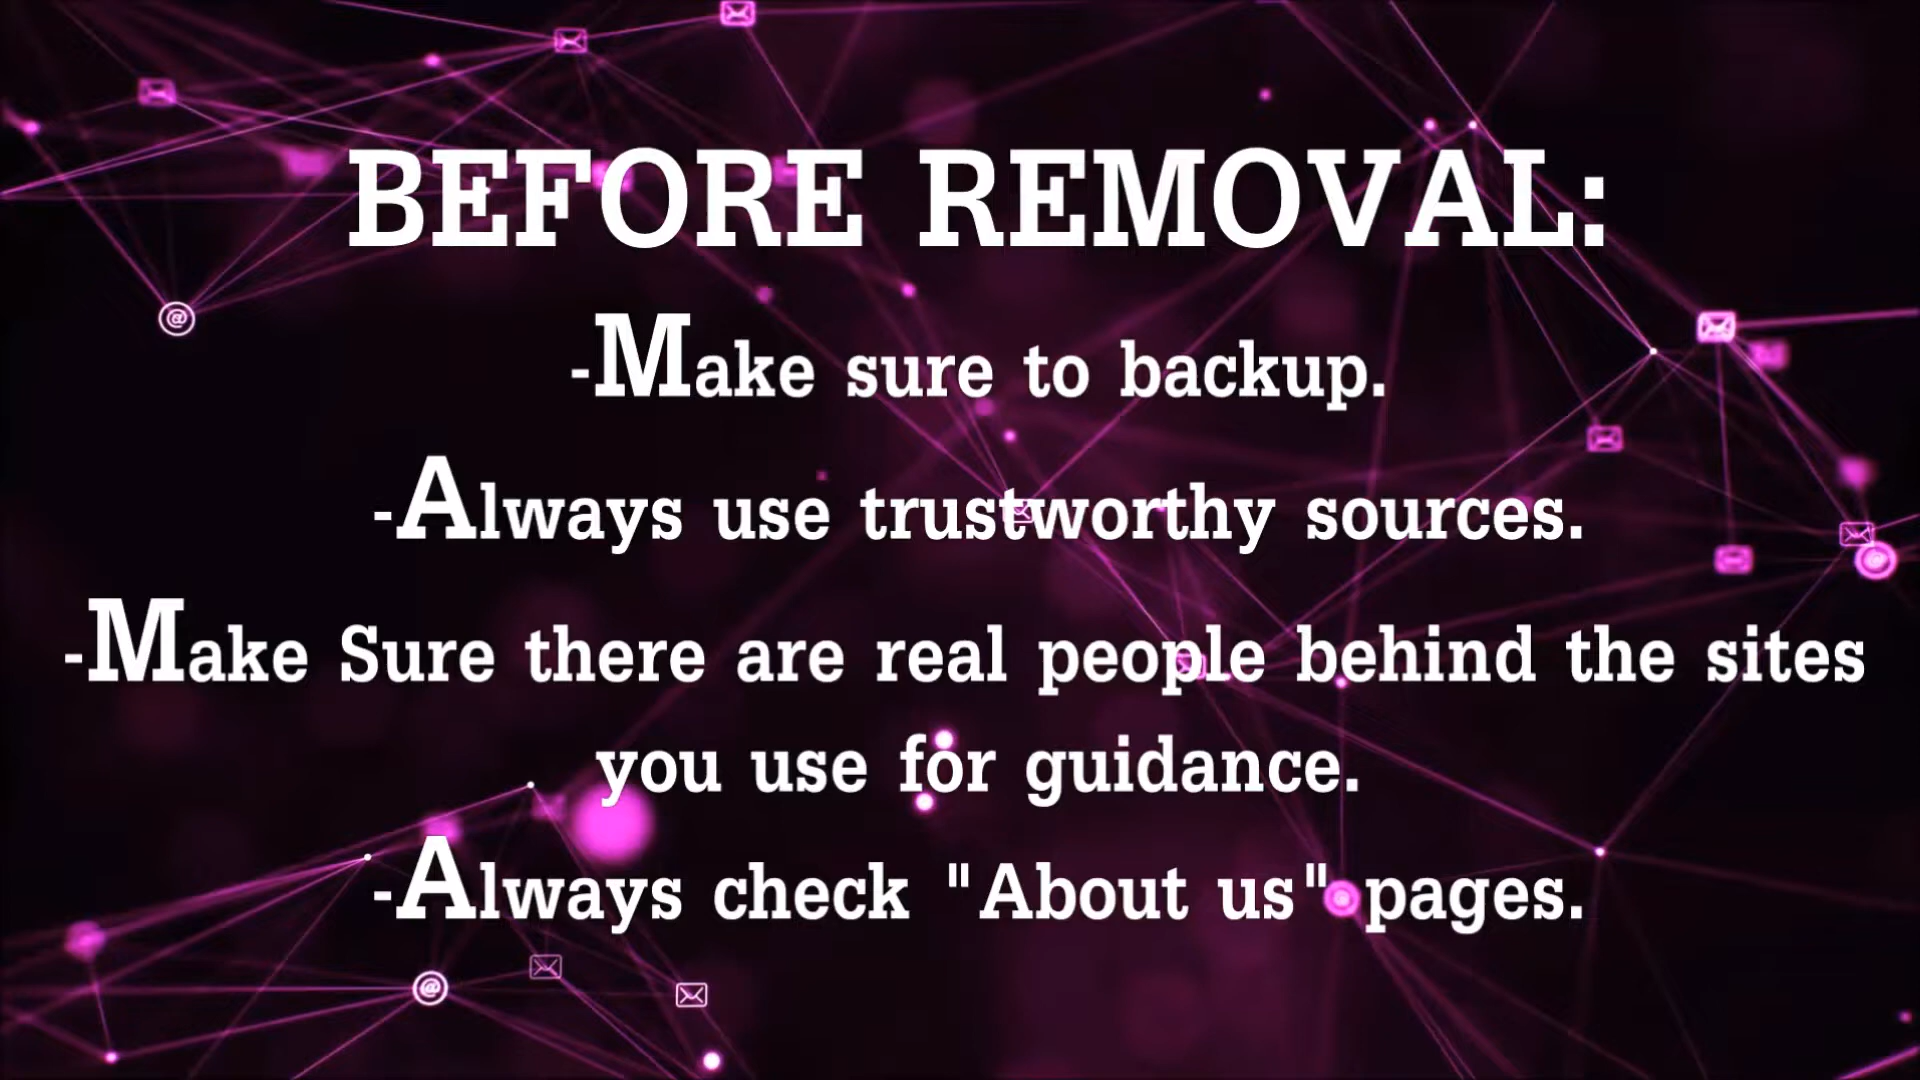 BEFORE REMOVAL:
-Make sure to backup.
-Always use trustworthy sources.
-Make Sure there are real people behind the sites
you use for guidance.
-Always check "About us" pages.